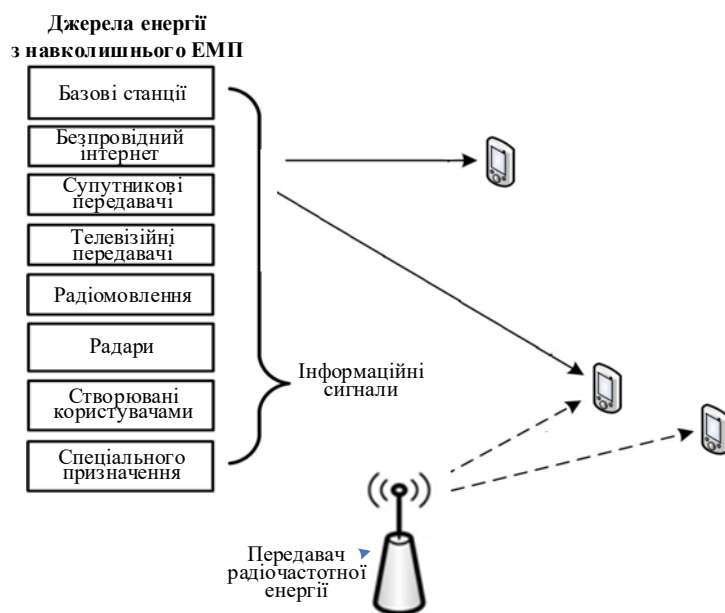 Джерела енергії
з навколишнього ЕМП
Базові станції
Безпровідний
інтернет
Супутникові
передавачі
Телевізійні
передавачі
Радіомовлення
Радари
Створювані
користувачами
Спеціального
призначення
Інформаційні
сигнали
Передавач
радіочастотної
енергії